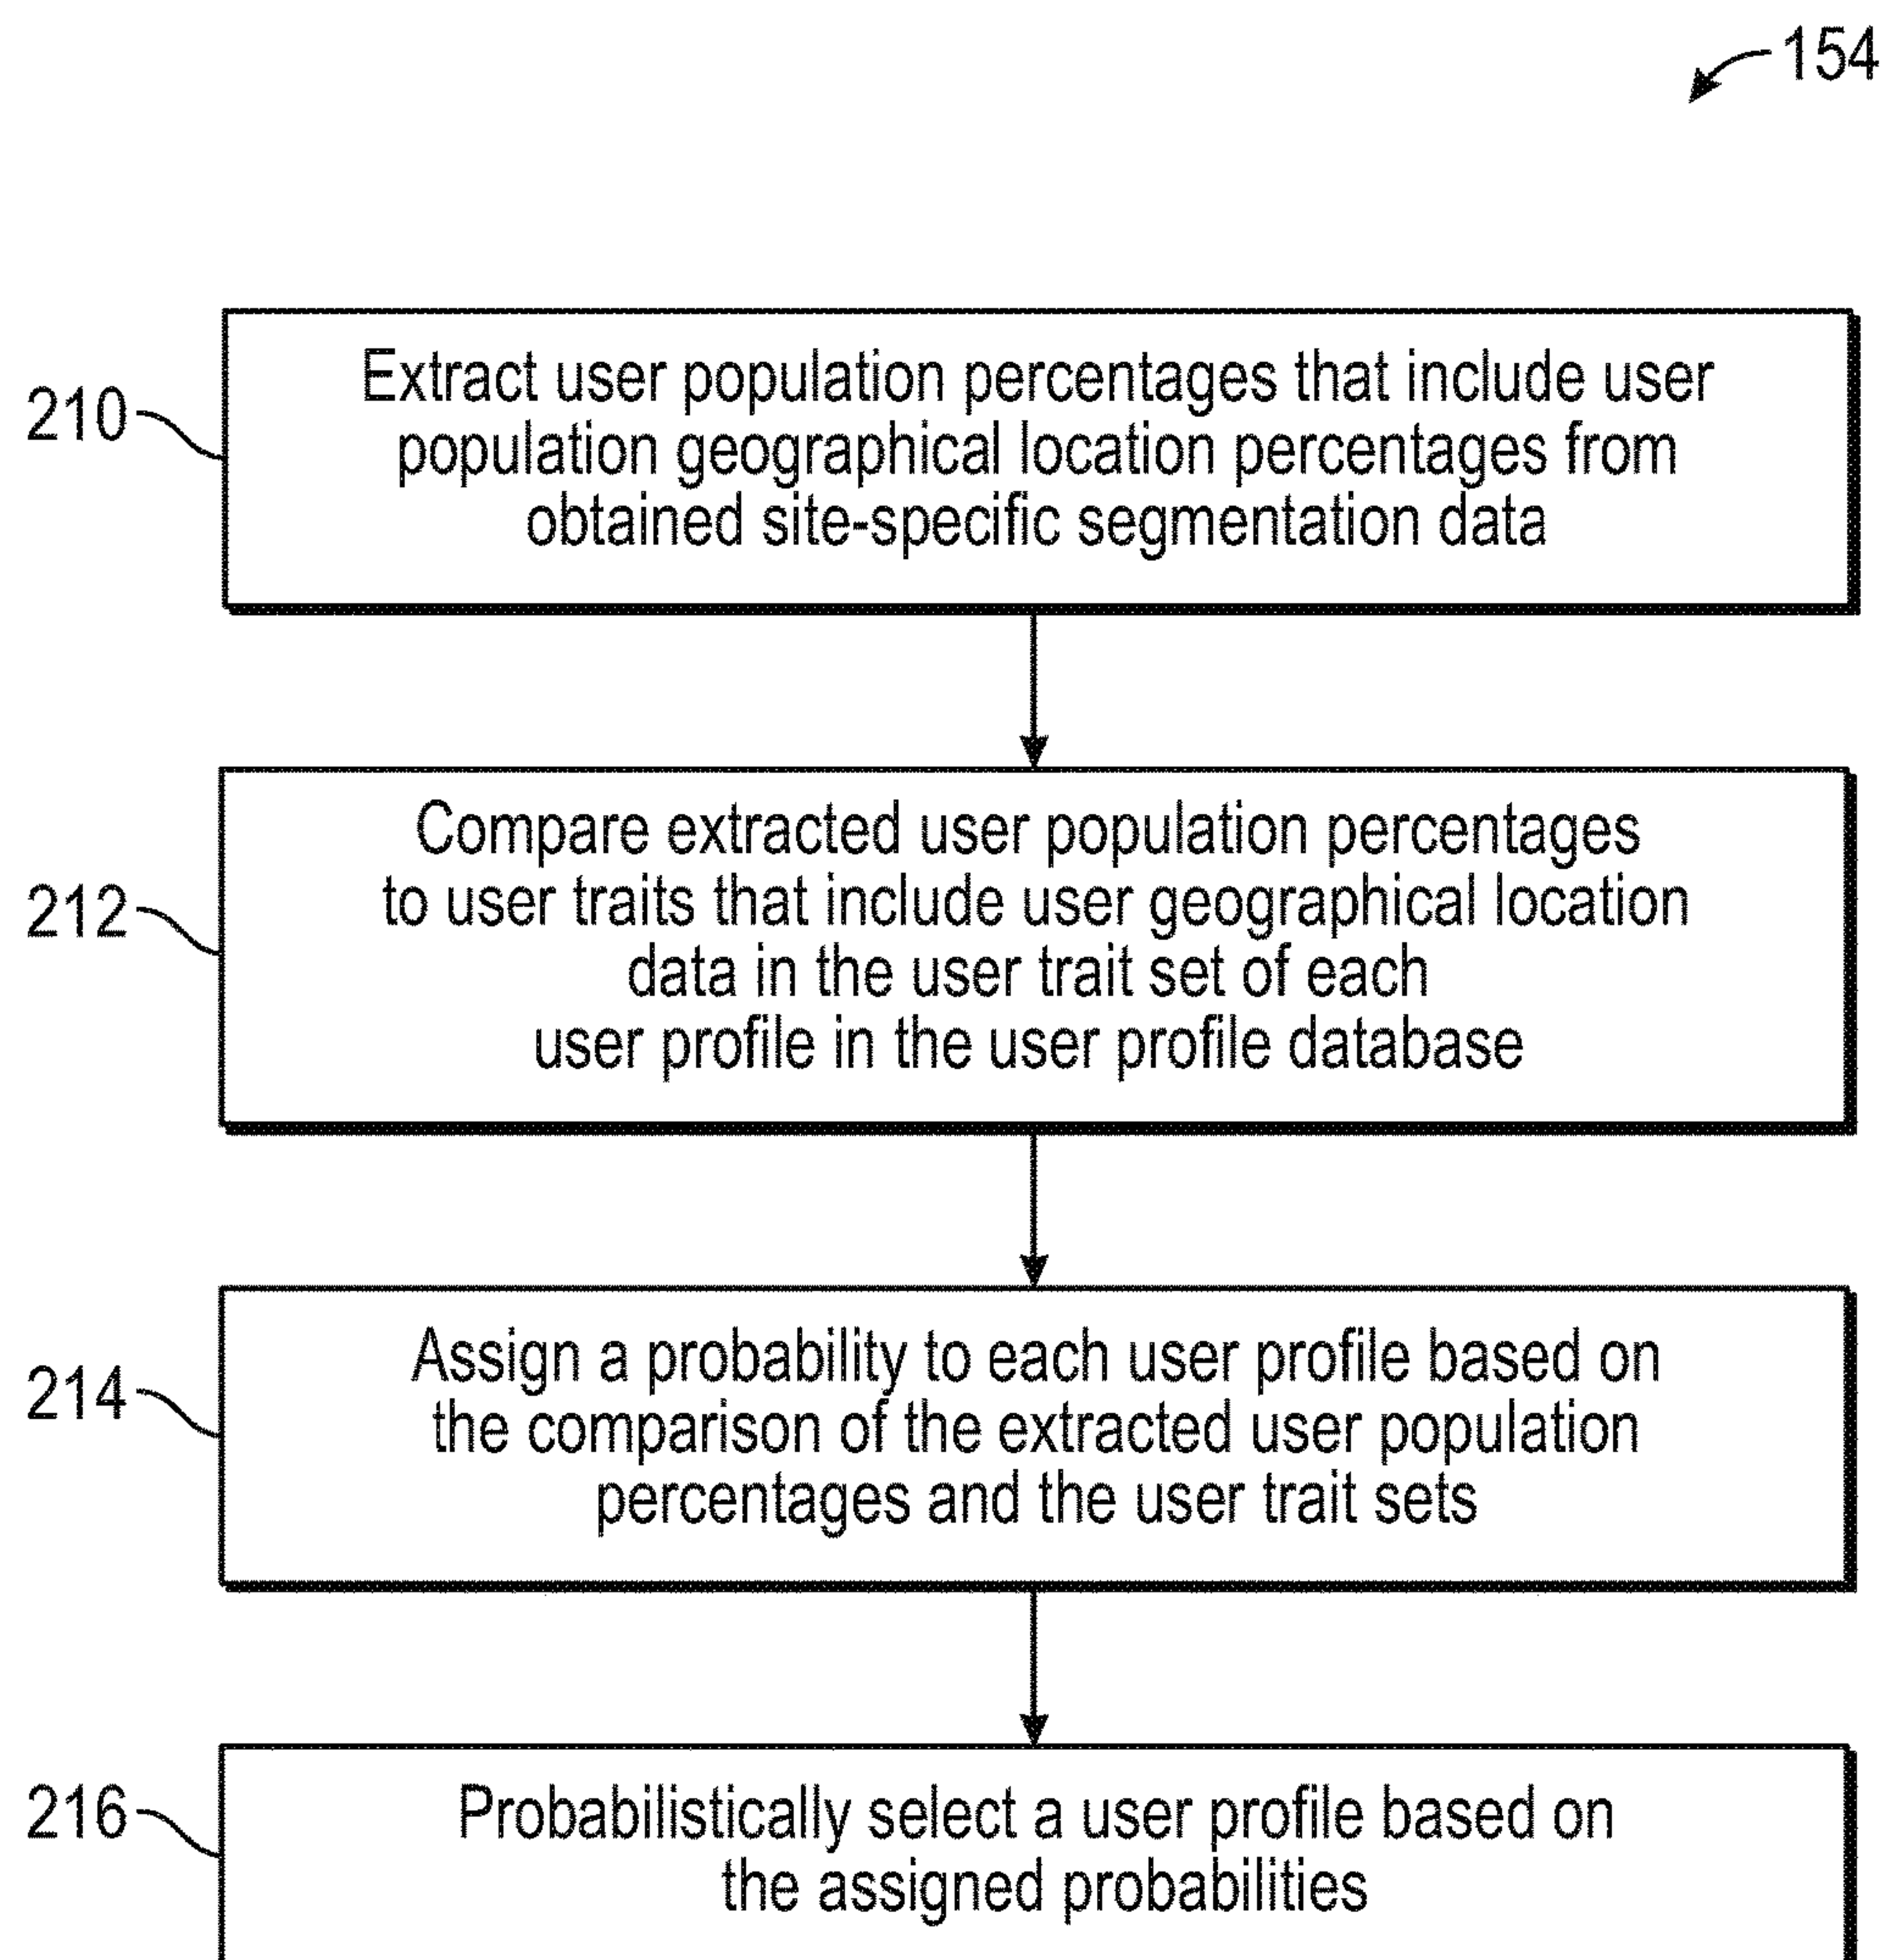 154
210
Extract user population percentages that include user
population geographical location percentages from
obtained site-specific segmentation data
212
Compare extracted user population percentages
to user traits that include user geographical location
data in the user trait set of each
user profile in the user profile database
214
Assign a probability to each user profile based on
the comparison of the extracted user population
percentages and the user trait sets
216
Probabilistically select a user profile based on
the assigned probabilities